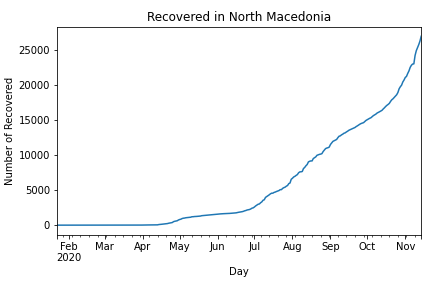 Recovered in North Macedonia
Number of Recovered
25000
20000
15000
10000
5000
0
Feb Mar Apr May Jun Jul Aug Sep Oct Nov
2020
Day